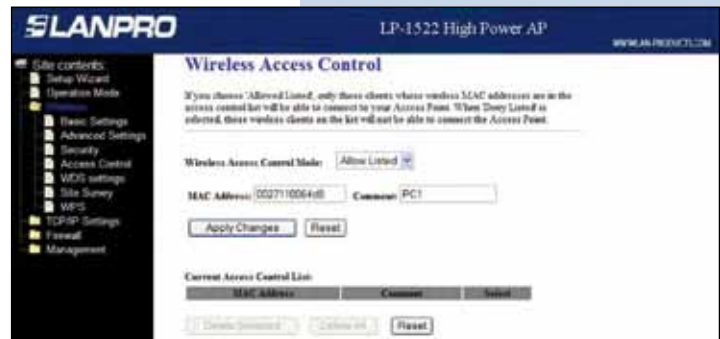 LANPRO
LP-1522 High Power AP
Site contents:
Setup Wizard
Operation Mode
Wireless
Basic Settings
Advanced Settings
Security
Access Control
WDS settings
Site Survey
WPS
TCP/IP Settings
Firewall
Management
Wireless Access Control
If you choose 'Allowed Listed', only those clients whose wireless MAC addresses are in the
access control list will be able to connect to your Access Point. When 'Deny Listed' is
selected, these wireless clients on the list will not be able to connect the Access Point.
Wireless Access Control Mode: Allow Listed
MAC Address: Comment: PC1
Apply Changes Reset
Current Access Control List:
MAC Address Comment Select
Delete Selected Delete All Reset